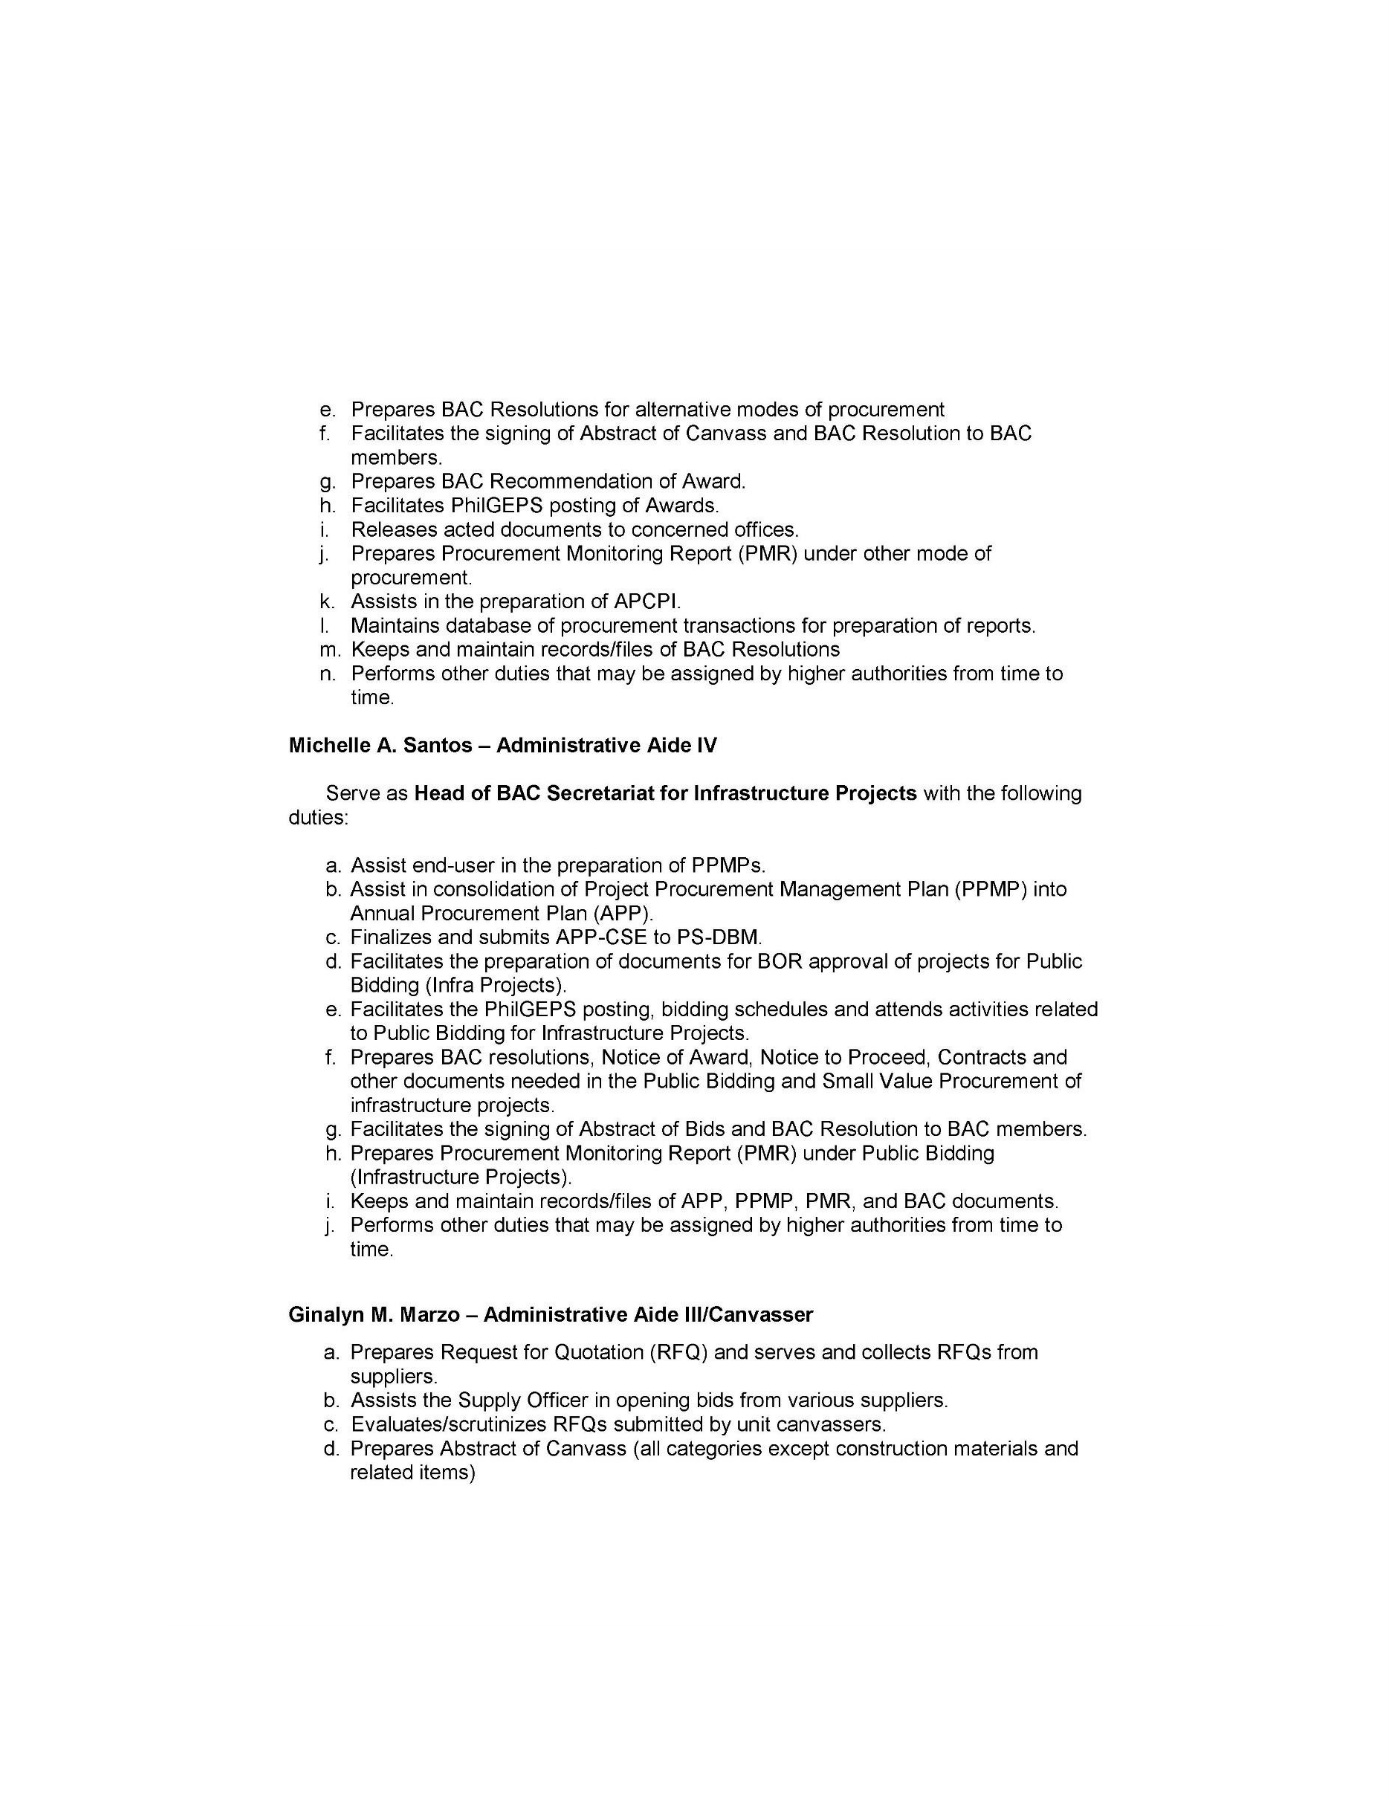 e. Prepares BAC Resolutions for alternative modes of procurement
f. Facilitates the signing of Abstract of Canvass and BAC Resolution to BAC
members.
g. Prepares BAC Recommendation of Award.
h. Facilitates PhilGEPS posting of Awards.
i. Releases acted documents to concerned offices.
j. Prepares Procurement Monitoring Report (PMR) under other mode of
procurement.
k. Assists in the preparation of APCPI.
l. Maintains database of procurement transactions for preparation of reports.
m. Keeps and maintain records/files of BAC Resolutions
n. Performs other duties that may be assigned by higher authorities from time to
time.
Michelle A. Santos – Administrative Aide IV
Serve as Head of BAC Secretariat for Infrastructure Projects with the following
duties:
a. Assist end-user in the preparation of PPMPs.
b. Assist in consolidation of Project Procurement Management Plan (PPMP) into
Annual Procurement Plan (APP).
c. Finalizes and submits APP-CSE to PS-DBM.
d. Facilitates the preparation of documents for BOR approval of projects for Public
Bidding (Infra Projects).
e. Facilitates the PhilGEPS posting, bidding schedules and attends activities related
to Public Bidding for Infrastructure Projects.
f. Prepares BAC resolutions, Notice of Award, Notice to Proceed, Contracts and
other documents needed in the Public Bidding and Small Value Procurement of
infrastructure projects.
g. Facilitates the signing of Abstract of Bids and BAC Resolution to BAC members.
h. Prepares Procurement Monitoring Report (PMR) under Public Bidding
(Infrastructure Projects).
i. Keeps and maintain records/files of APP, PPMP, PMR, and BAC documents.
j. Performs other duties that may be assigned by higher authorities from time to
time.
Ginalyn M. Marzo – Administrative Aide III/Canvasser
a. Prepares Request for Quotation (RFQ) and serves and collects RFQs from
suppliers.
b. Assists the Supply Officer in opening bids from various suppliers.
c. Evaluates/scrutinizes RFQs submitted by unit canvassers.
d. Prepares Abstract of Canvass (all categories except construction materials and
related items)